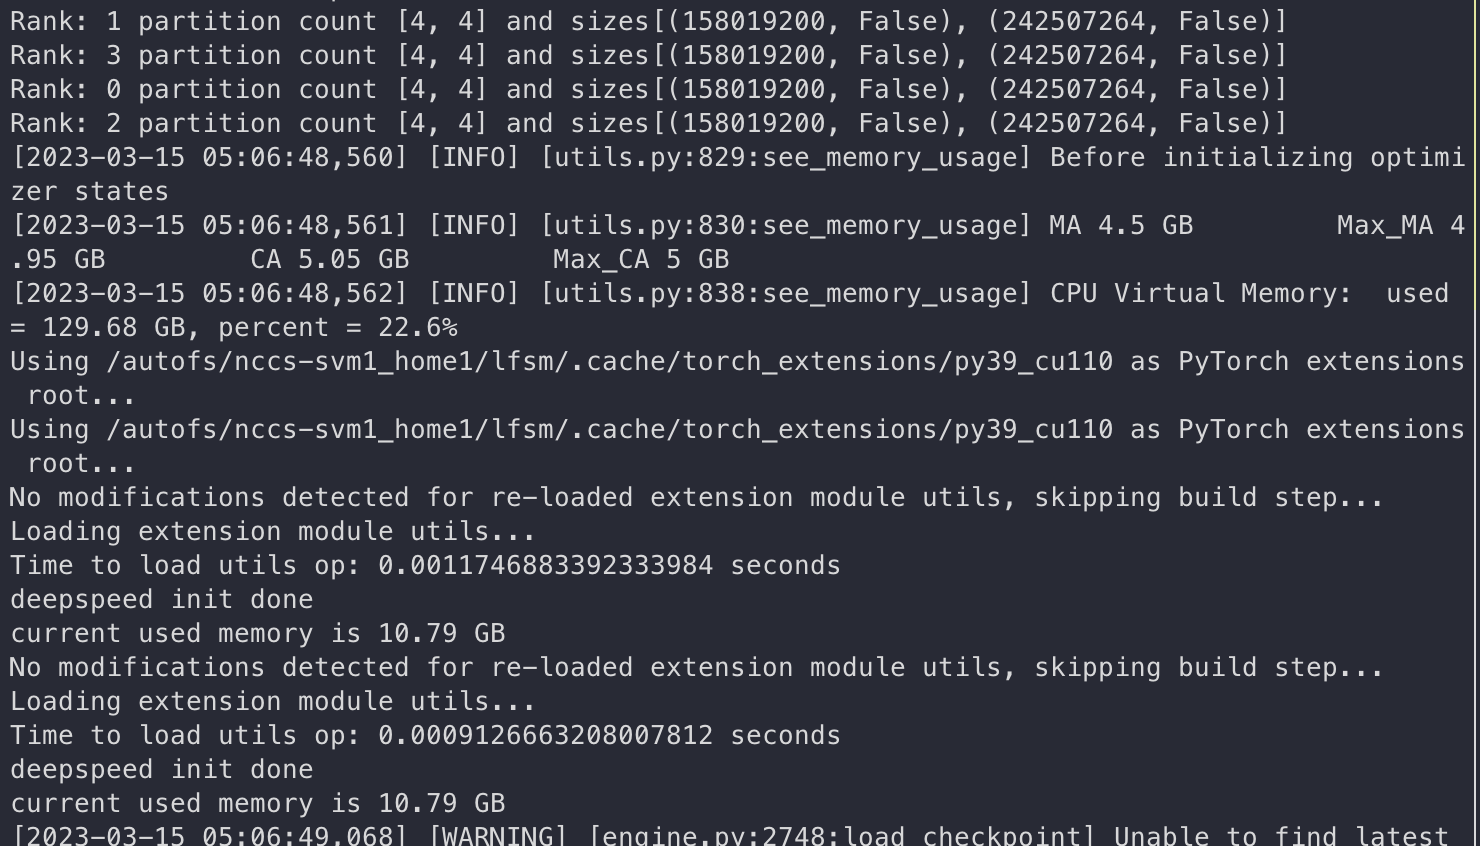 Rank: 1 partition count [4, 4] and sizes[(158019200, False), (242507264, False)]
Rank: 3 partition count [4, 4] and sizes[(158019200, False), (242507264, False)]
Rank: 0 partition count [4, 4] and sizes[(158019200, False), (242507264, False)]
Rank: 2 partition count [4, 4] and sizes[(158019200, False), (242507264, False)]
[2023-03-15 05:06:48,560] [INFO] [utils.py:829:see_memory_usage] Before initializing optimi
zer states
[2023-03-15 05:06:48,561] [INFO] [utils.py:830:see_memory_usage] MA 4.5 GB         Max_MA 4
.95 GB         CA 5.05 GB         Max_CA 5 GB
[2023-03-15 05:06:48,562] [INFO] [utils.py:838:see_memory_usage] CPU Virtual Memory:  used
= 129.68 GB, percent = 22.6%
Using /autofs/nccs-svm1_home1/lfsm/.cache/torch_extensions/py39_cu110 as PyTorch extensions
 root...
Using /autofs/nccs-svm1_home1/lfsm/.cache/torch_extensions/py39_cu110 as PyTorch extensions
 root...
No modifications detected for re-loaded extension module utils, skipping build step...
Loading extension module utils...
Time to load utils op: 0.0011746883392333984 seconds
deepspeed init done
current used memory is 10.79 GB
No modifications detected for re-loaded extension module utils, skipping build step...
Loading extension module utils...
Time to load utils op: 0.0009126663208007812 seconds
deepspeed init done
current used memory is 10.79 GB
[2023-03-15 05:06:49,068] [WARNING] [engine.py:2748:load_checkpoint] Unable to find latest